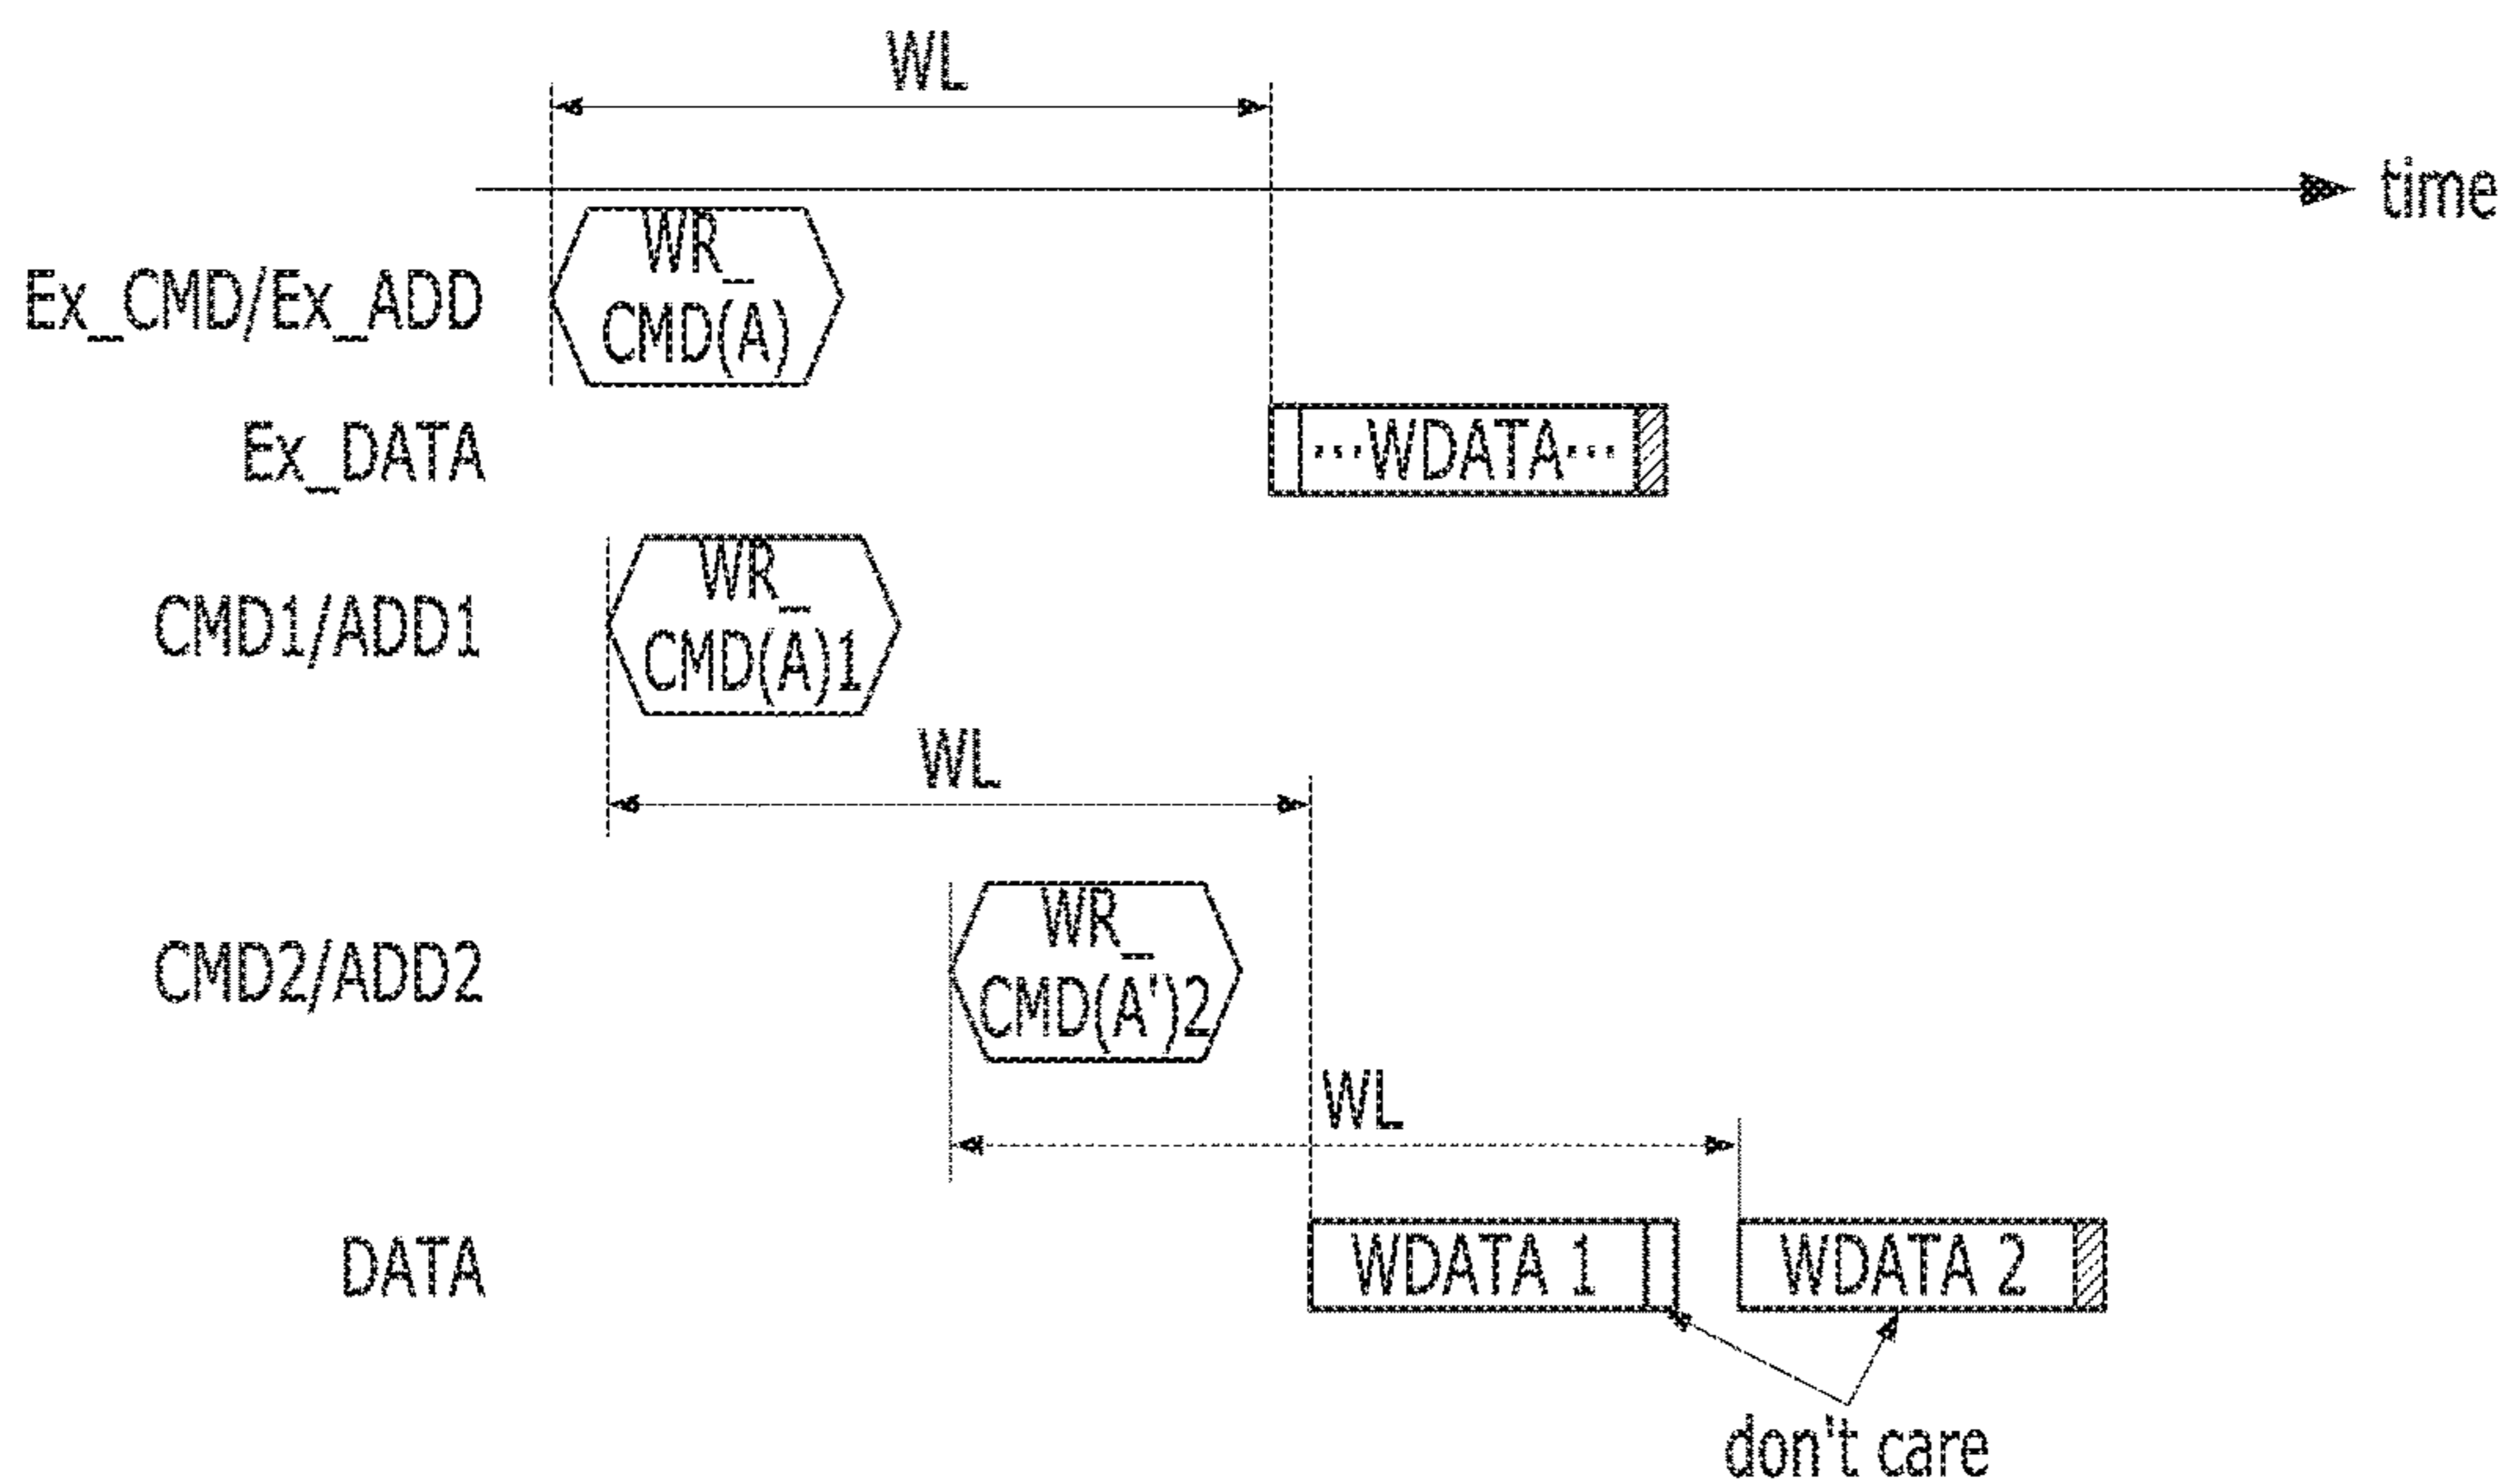 WL
time
WR_
CMD(A)
Ex_CMD/Ex_ADD
Ex_DATA
···WDATA···
WR_
CMD(A)1
CMD1/ADD1
WL
WR_
CMD(A')2
CMD2/ADD2
WL
DATA
WDATA 1
WDATA 2
don't care